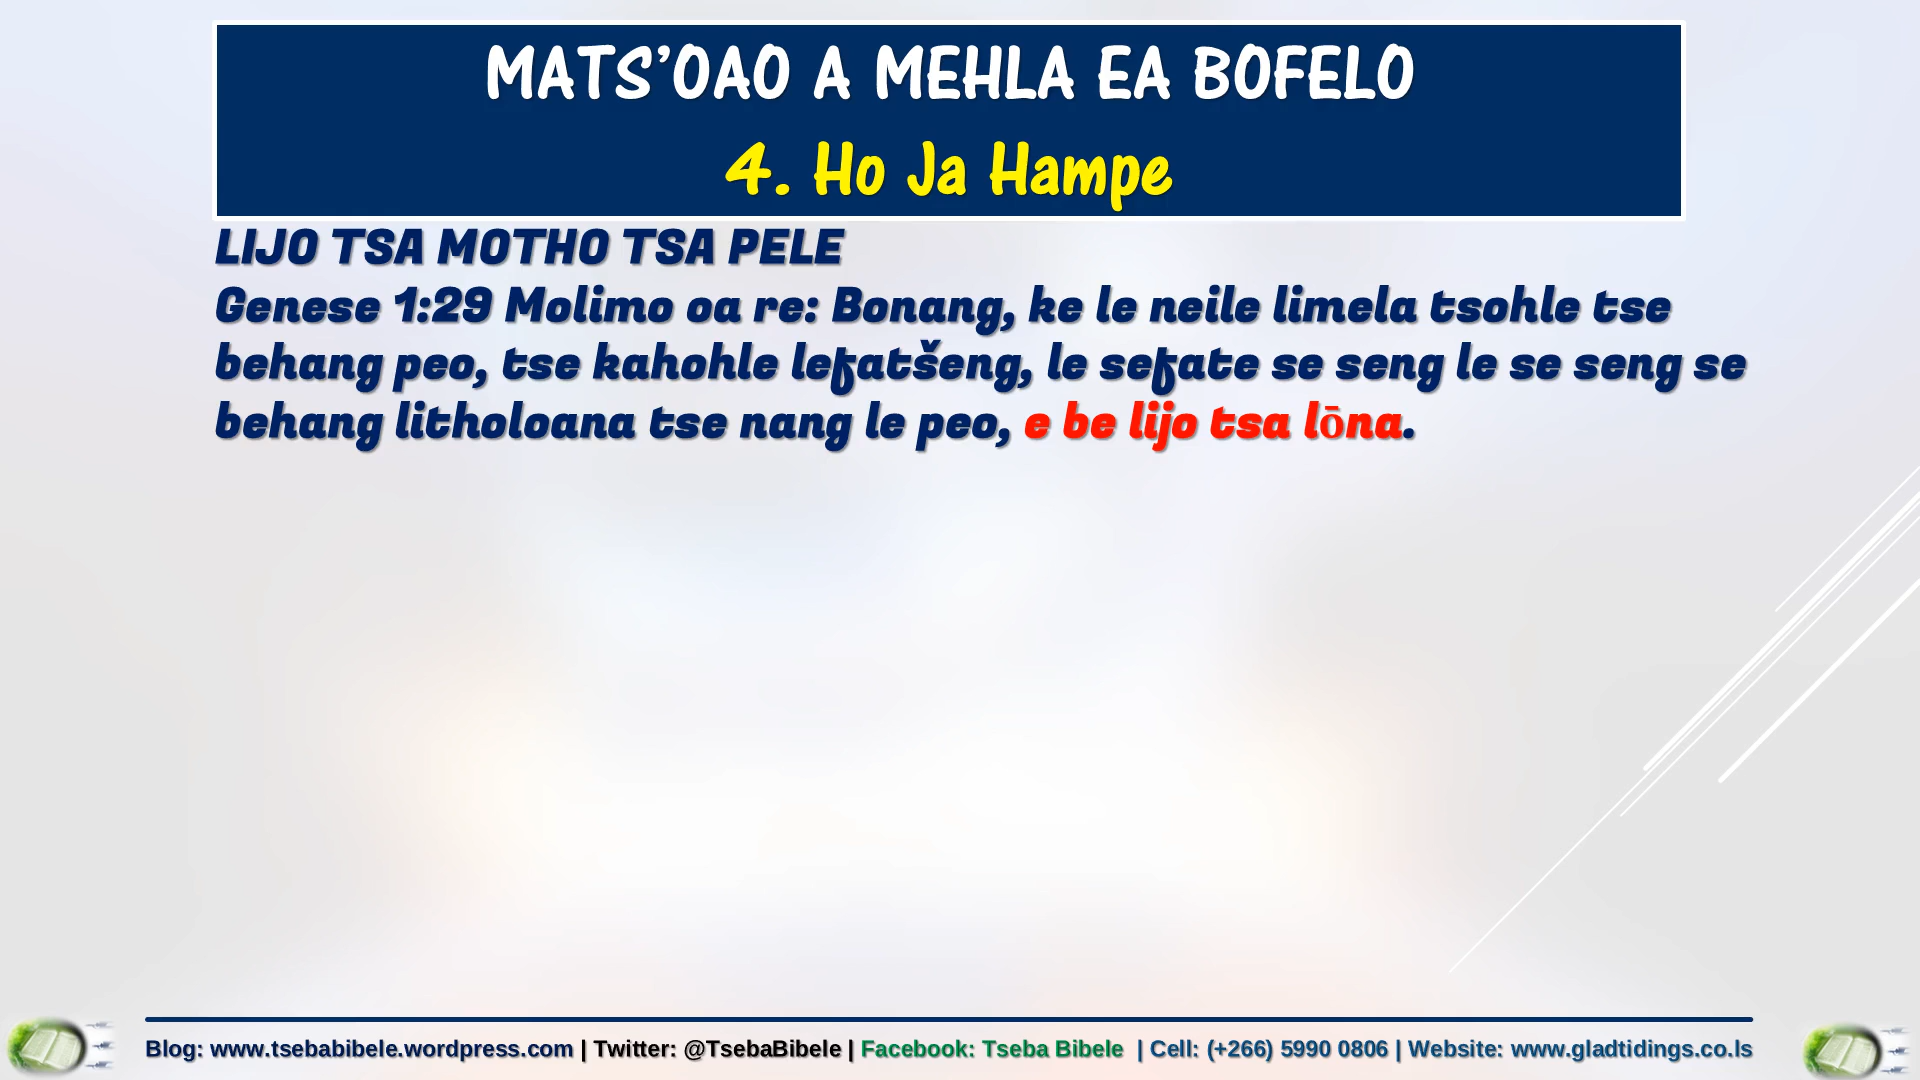 MATS’OAO A MEHLA EA BOFELO
4. Ho Ja Hampe
LIJO TSA MOTHO TSA PELE
Genese 1:29 Molimo oa re: Bonang, ke le neile limela tsohle tse
behang peo, tse kahohle lefatšeng, le sefate se seng le se seng se
behang litholoana tse nang le peo, e be lijo tsa lōna.
Blog: www.tsebabibele.wordpress.com | Twitter: @TsebaBibele | Facebook: Tseba Bibele | Cell: (+266) 5990 0806 | Website: www.gladtidings.co.ls